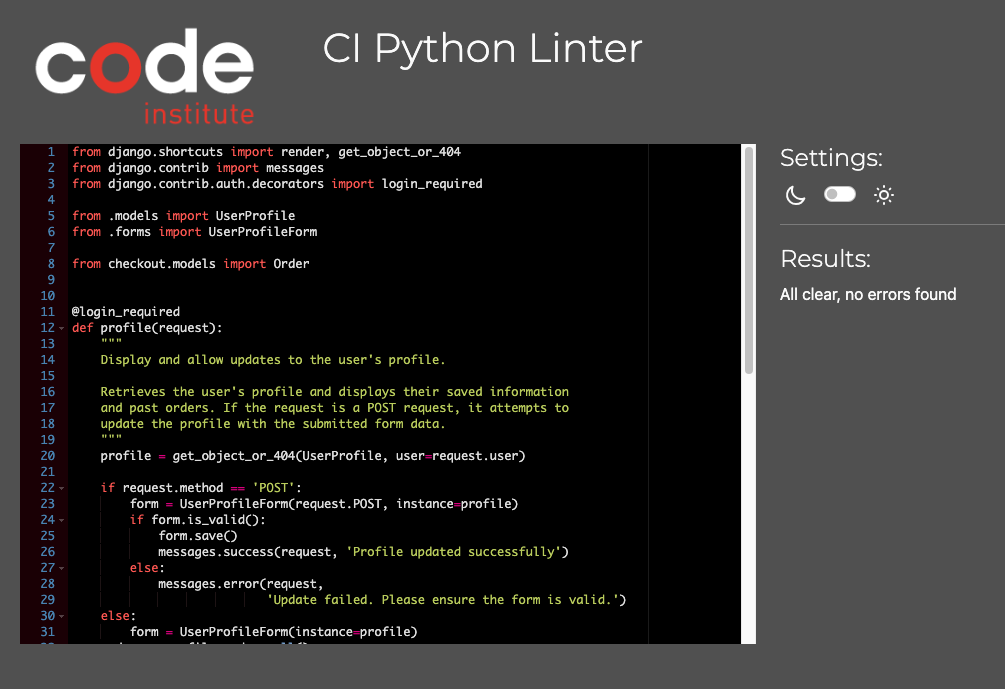 code
institute
CI Python Linter
1 from django.shortcuts import render, get_object_or_404
2 from django.contrib import messages
3 from django.contrib.auth.decorators import login_required
4
5 from .models import UserProfile
6 from .forms import UserProfileForm
7
8 from checkout.models import Order
9
10
11 @login_required
12 def profile(request):
13     """
14     Display and allow updates to the user's profile.
15
16     Retrieves the user's profile and displays their saved information
17     and past orders. If the request is a POST request, it attempts to
18     update the profile with the submitted form data.
19     """
20     profile = get_object_or_404(UserProfile, user=request.user)
21
22     if request.method == 'POST':
23         form = UserProfileForm(request.POST, instance=profile)
24         if form.is_valid():
25             form.save()
26             messages.success(request, 'Profile updated successfully')
27         else:
28             messages.error(request,
29                            'Update failed. Please ensure the form is valid.')
30     else:
31         form = UserProfileForm(instance=profile)
Settings:
Results:
All clear, no errors found